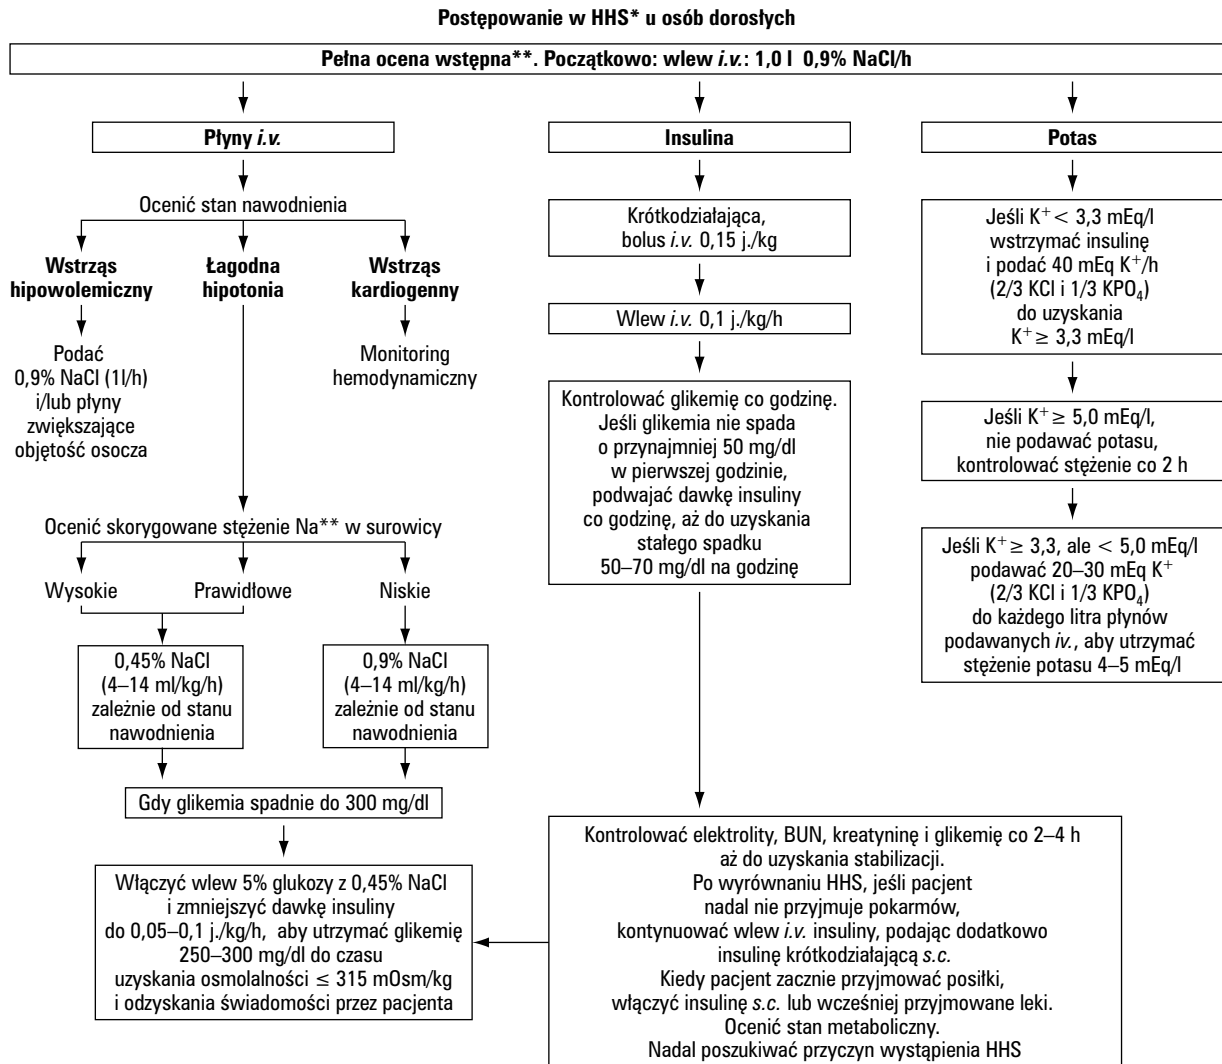 Postępowanie w HHS* u osób dorosłych
Pełna ocena wstępna**. Początkowo: wlew i.v.: 1,0 l 0,9% NaCl/h
Płyny i.v.
Ocenić stan nawodnienia
Wstrząs
hipowolemiczny
Podać
0,9% NaCl (1l/h)
i/lub płyny
zwiększające
objętość osocza
Łagodna
hipotonia
Wstrząs
kardiogenny
Monitoring
hemodynamiczny
Ocenić skorygowane stężenie Na** w surowicy
Wysokie
Prawidłowe
Niskie
0,45% NaCl
(4–14 ml/kg/h)
zależnie od stanu
nawodnienia
0,9% NaCl
(4–14 ml/kg/h)
zależnie od stanu
nawodnienia
Gdy glikemia spadnie do 300 mg/dl
Włączyć wlew 5% glukozy z 0,45% NaCl
i zmniejszyć dawkę insuliny
do 0,05–0,1 j./kg/h, aby utrzymać glikemię
250–300 mg/dl do czasu
uzyskania osmolalności ≤ 315 mOsm/kg
i odzyskania świadomości przez pacjenta
Insulina
Krótkodziałająca,
bolus i.v. 0,15 j./kg
Wlew i.v. 0,1 j./kg/h
Kontrolować glikemię co godzinę.
Jeśli glikemia nie spada
o przynajmniej 50 mg/dl
w pierwszej godzinie,
podwajać dawkę insuliny
co godzinę, aż do uzyskania
stałego spadku
50–70 mg/dl na godzinę
Kontrolować elektrolity, BUN, kreatyninę i glikemię co 2–4 h
aż do uzyskania stabilizacji.
Po wyrównaniu HHS, jeśli pacjent
nadal nie przyjmuje pokarmów,
kontynuować wlew i.v. insuliny, podając dodatkowo
insulinę krótkodziałającą s.c.
Kiedy pacjent zacznie przyjmować posiłki,
włączyć insulinę s.c. lub wcześniej przyjmowane leki.
Ocenić stan metaboliczny.
Nadal poszukiwać przyczyn wystąpienia HHS
Potas
Jeśli K⁺ < 3,3 mEq/l
wstrzymać insulinę
i podać 40 mEq K⁺/h
(2/3 KCl i 1/3 KPO₄)
do uzyskania
K⁺ ≥ 3,3 mEq/l
Jeśli K⁺ ≥ 5,0 mEq/l,
nie podawać potasu,
kontrolować stężenie co 2 h
Jeśli K⁺ ≥ 3,3, ale < 5,0 mEq/l
podawać 20–30 mEq K⁺
(2/3 KCl i 1/3 KPO₄)
do każdego litra płynów
podawanych iv., aby utrzymać
stężenie potasu 4–5 mEq/l